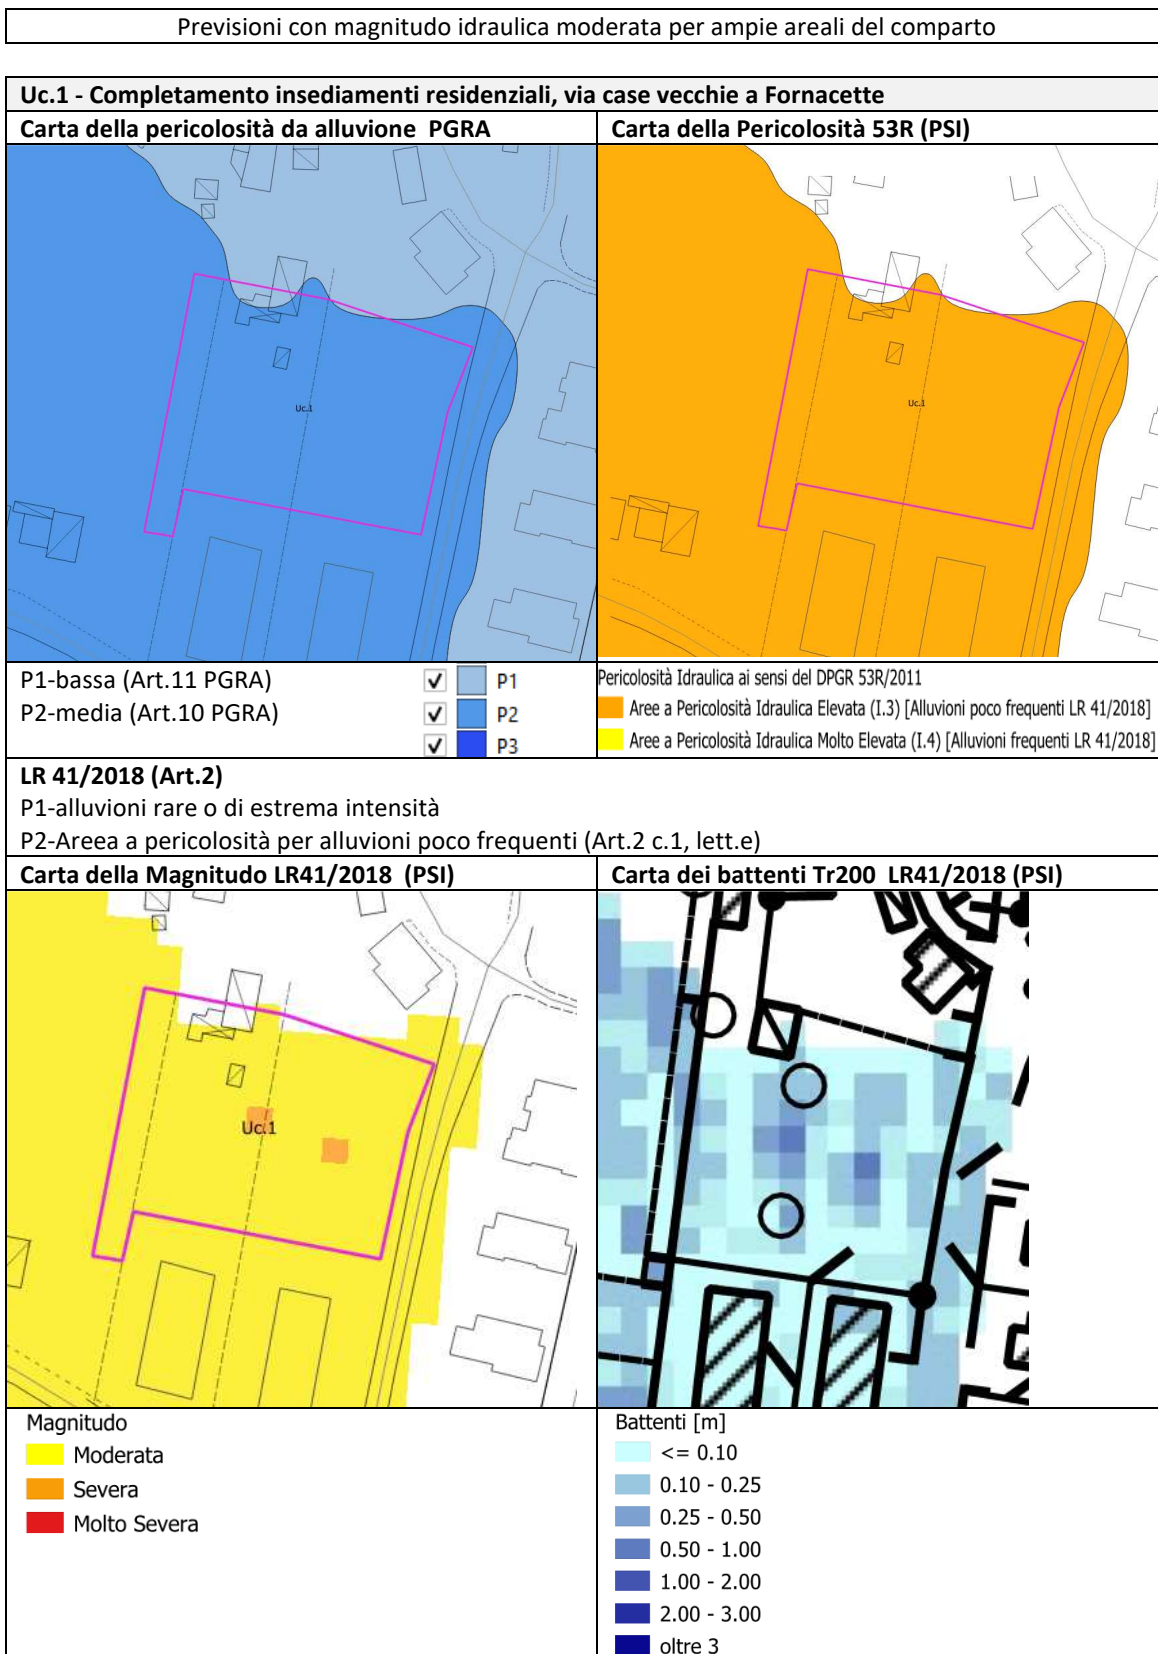 Previsioni con magnitudo idraulica moderata per ampie areali del comparto
Uc.1 - Completamento insediamenti residenziali, via case vecchie a Fornacette
Carta della pericolosità da alluvione PGRA
Carta della Pericolosità 53R (PSI)
Uc.1
Uc.1
P1-bassa (Art.11 PGRA)
P2-media (Art.10 PGRA)
P1
P2
P3
Pericolosità Idraulica ai sensi del DPGR 53R/2011
Aree a Pericolosità Idraulica Elevata (I.3) [Alluvioni poco frequenti LR 41/2018]
Aree a Pericolosità Idraulica Molto Elevata (I.4) [Alluvioni frequenti LR 41/2018]
LR 41/2018 (Art.2)
P1-alluvioni rare o di estrema intensità
P2-Areea a pericolosità per alluvioni poco frequenti (Art.2 c.1, lett.e)
Carta della Magnitudo LR41/2018 (PSI)
Carta dei battenti Tr200 LR41/2018 (PSI)
Uc.1
Magnitudo
Moderata
Severa
Molto Severa
Battenti [m]
<= 0.10
0.10 - 0.25
0.25 - 0.50
0.50 - 1.00
1.00 - 2.00
2.00 - 3.00
oltre 3